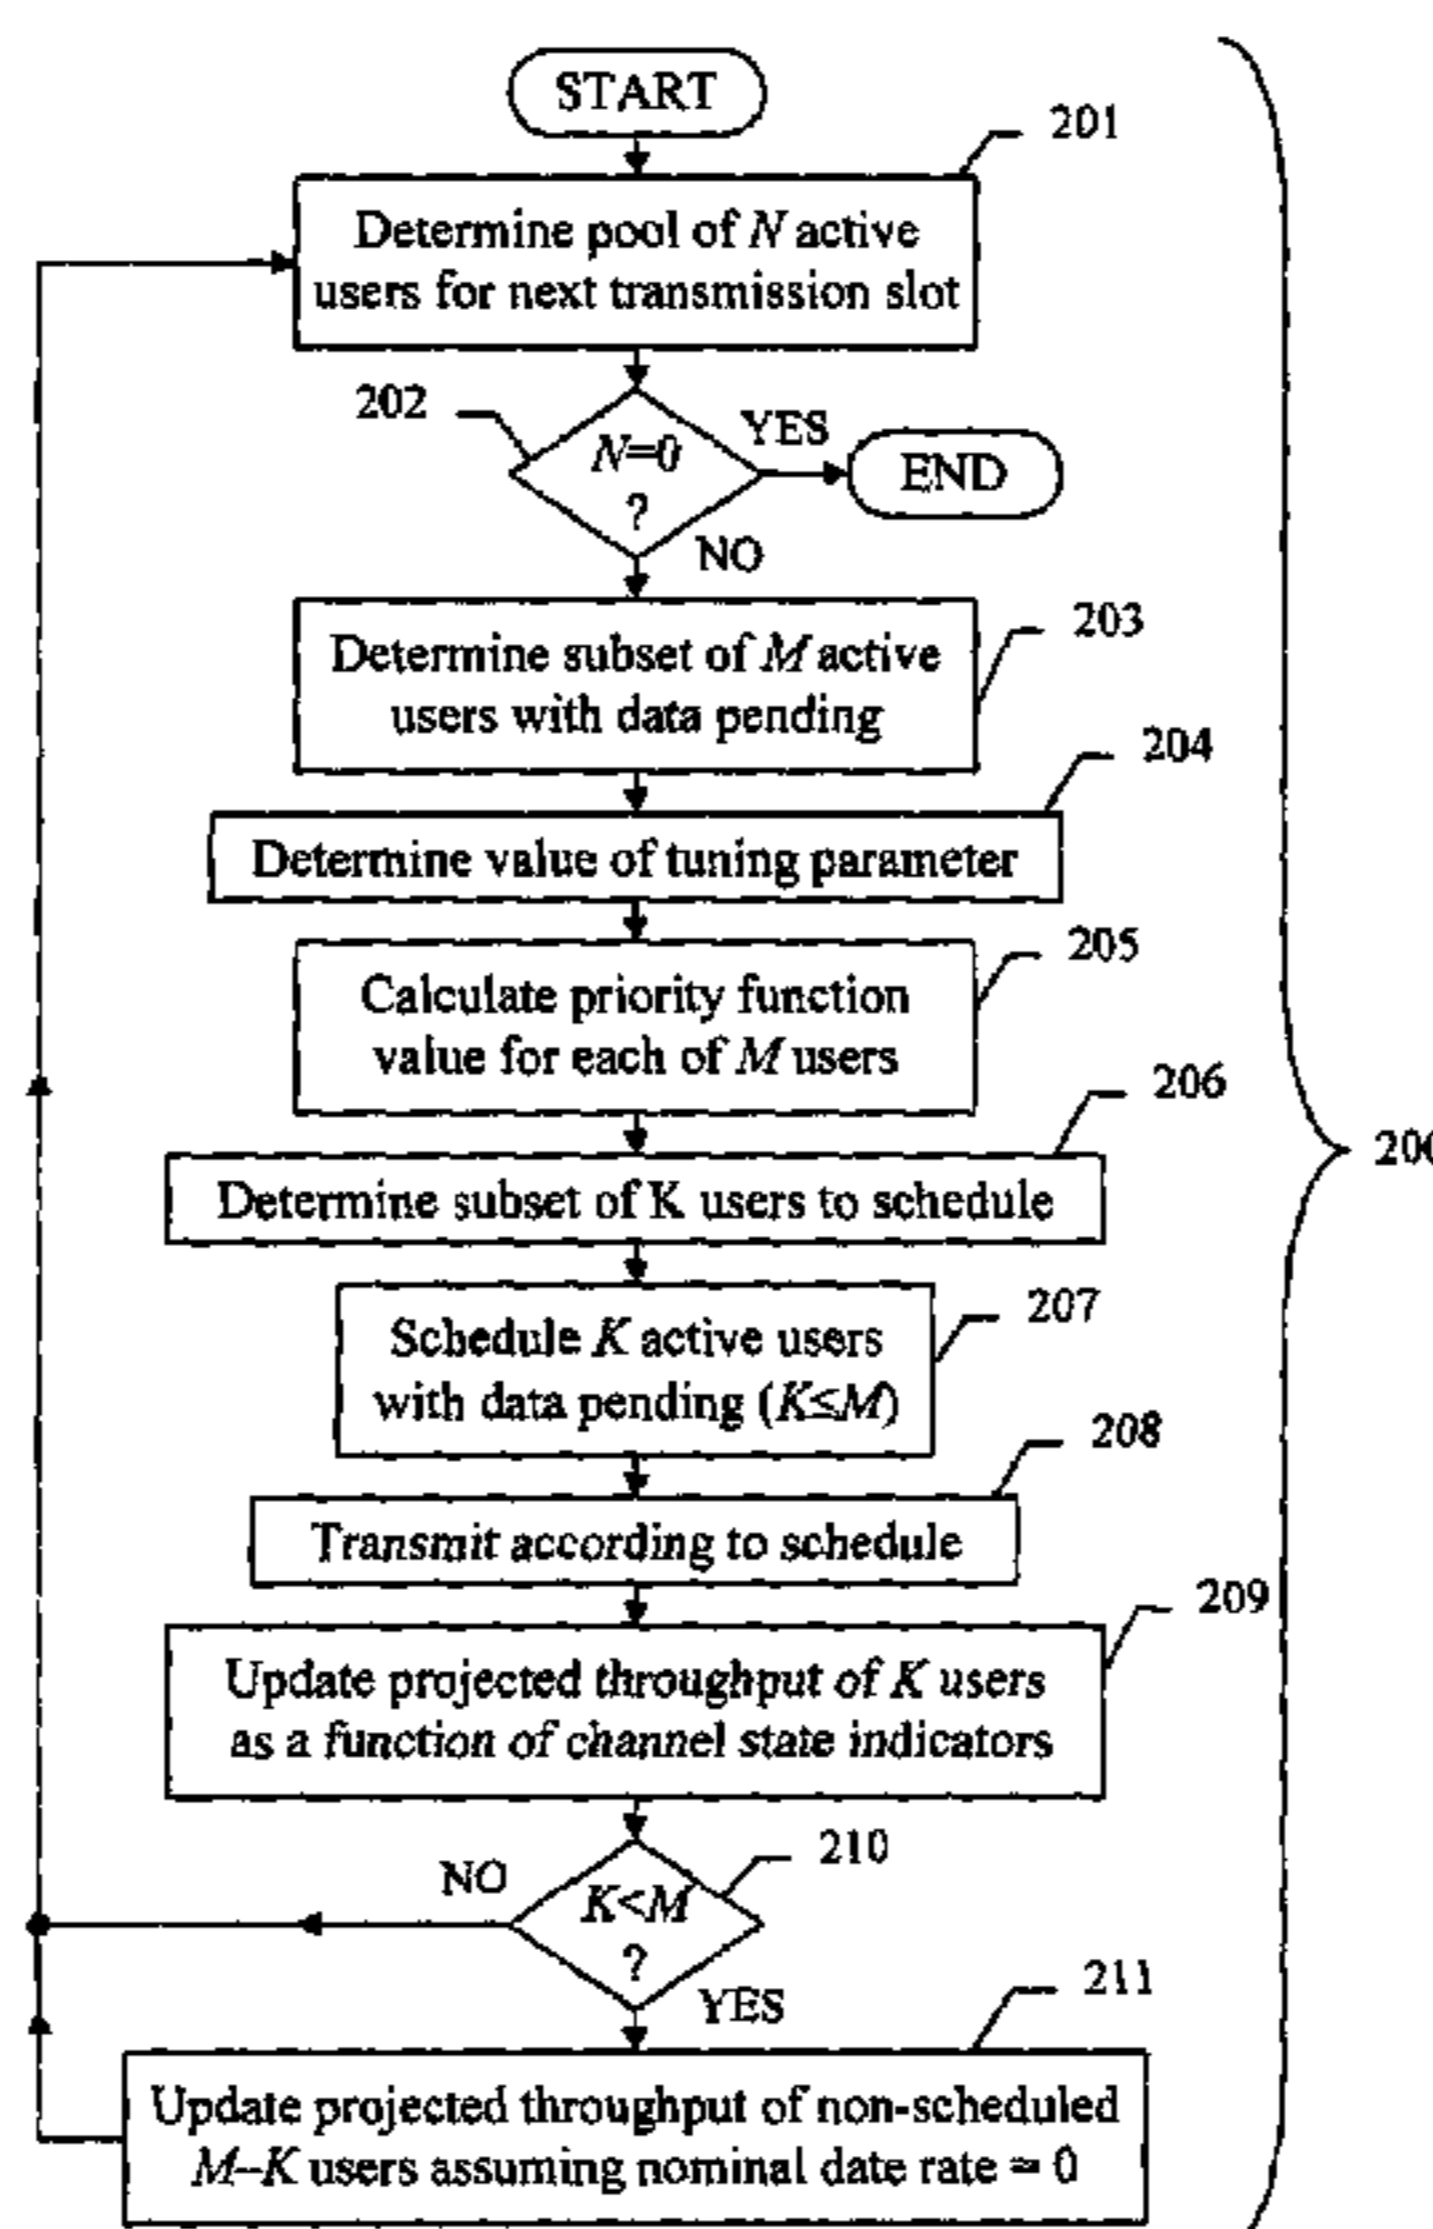 START
201
Determine pool of N active
users for next transmission slot
202
N=0
?
YES
END
NO
203
Determine subset of M active
users with data pending
204
Determine value of tuning parameter
205
Calculate priority function
value for each of M users
206
Determine subset of K users to schedule
207
Schedule K active users
with data pending (K≤M)
208
Transmit according to schedule
209
Update projected throughput of K users
as a function of channel state indicators
210
NO
K<M
?
YES
211
Update projected throughput of non-scheduled
M–K users assuming nominal date rate = 0